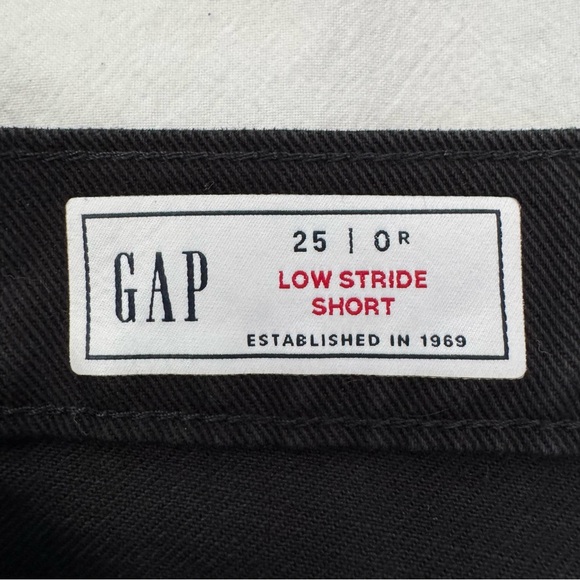 GAP
25 | 0R
LOW STRIDE
SHORT
ESTABLISHED IN 1969